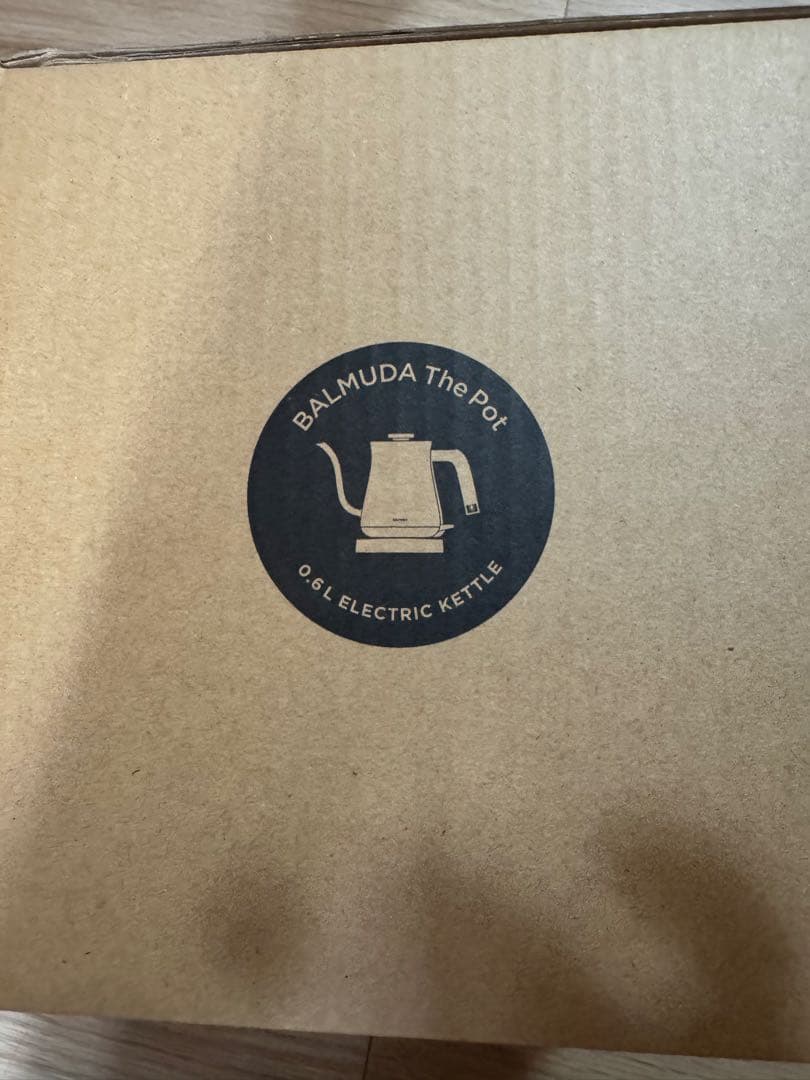 BALMUDA The Pot
0.6L ELECTRIC KETTLE